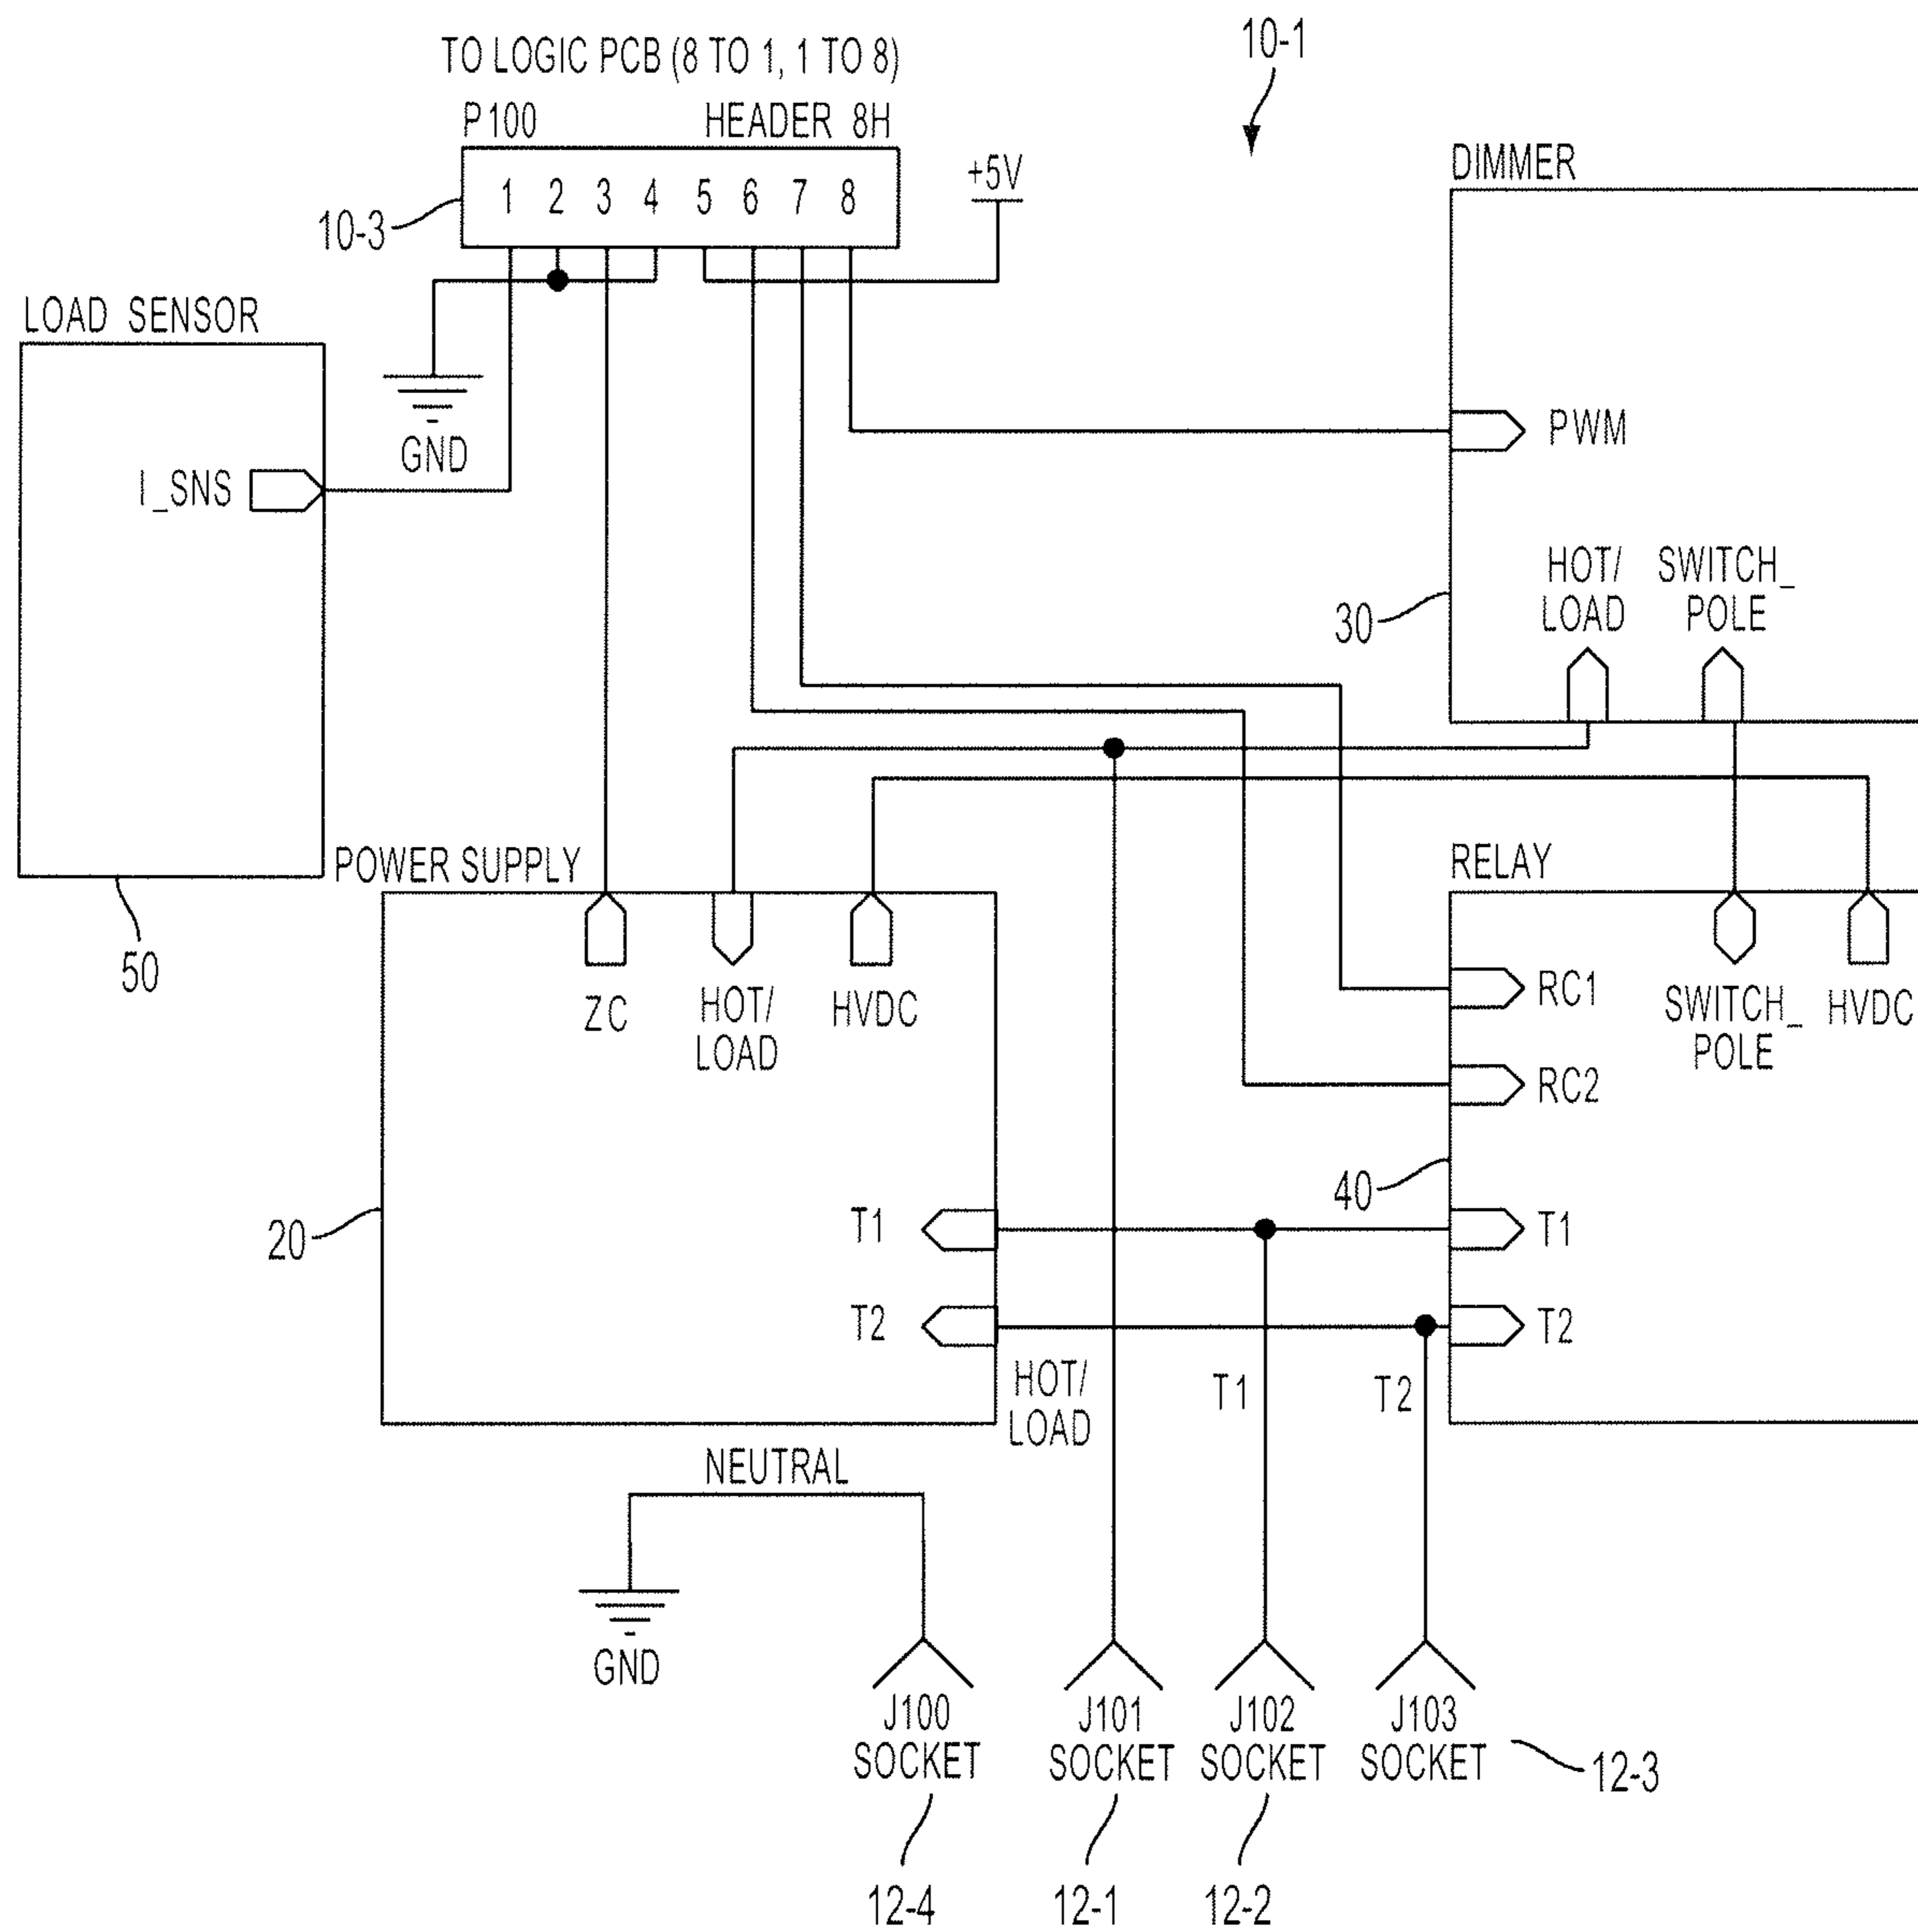 10-1
TO LOGIC PCB (8 TO 1, 1 TO 8)
P100 HEADER 8H
1 2 3 4 5 6 7 8
+5V
10-3
DIMMER
LOAD SENSOR
GND
I_SNS
PWM
HOT/
LOAD
SWITCH_
POLE
30
50
POWER SUPPLY
RELAY
ZC
HOT/
LOAD
HVDC
RC1
RC2
SWITCH_
POLE
HVDC
20
40
T1
T2
T1
T2
HOT/
LOAD
T1
T2
NEUTRAL
GND
J100
SOCKET
J101
SOCKET
J102
SOCKET
J103
SOCKET
12-3
12-4
12-1
12-2